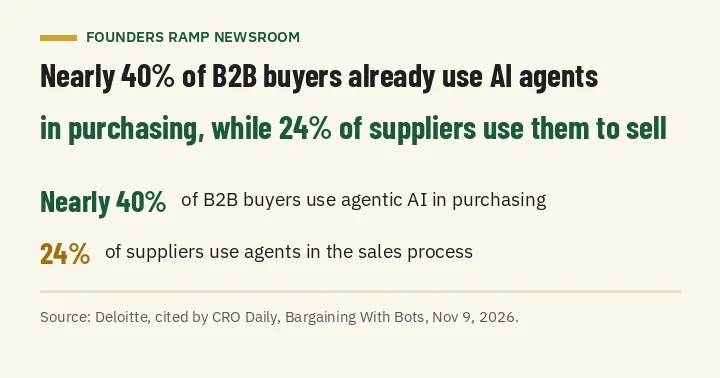 FOUNDERS RAMP NEWSROOM
Nearly 40% of B2B buyers already use AI agents
in purchasing, while 24% of suppliers use them to sell
Nearly 40% of B2B buyers use agentic AI in purchasing
24% of suppliers use agents in the sales process
Source: Deloitte, cited by CRO Daily, Bargaining With Bots, Nov 9, 2026.